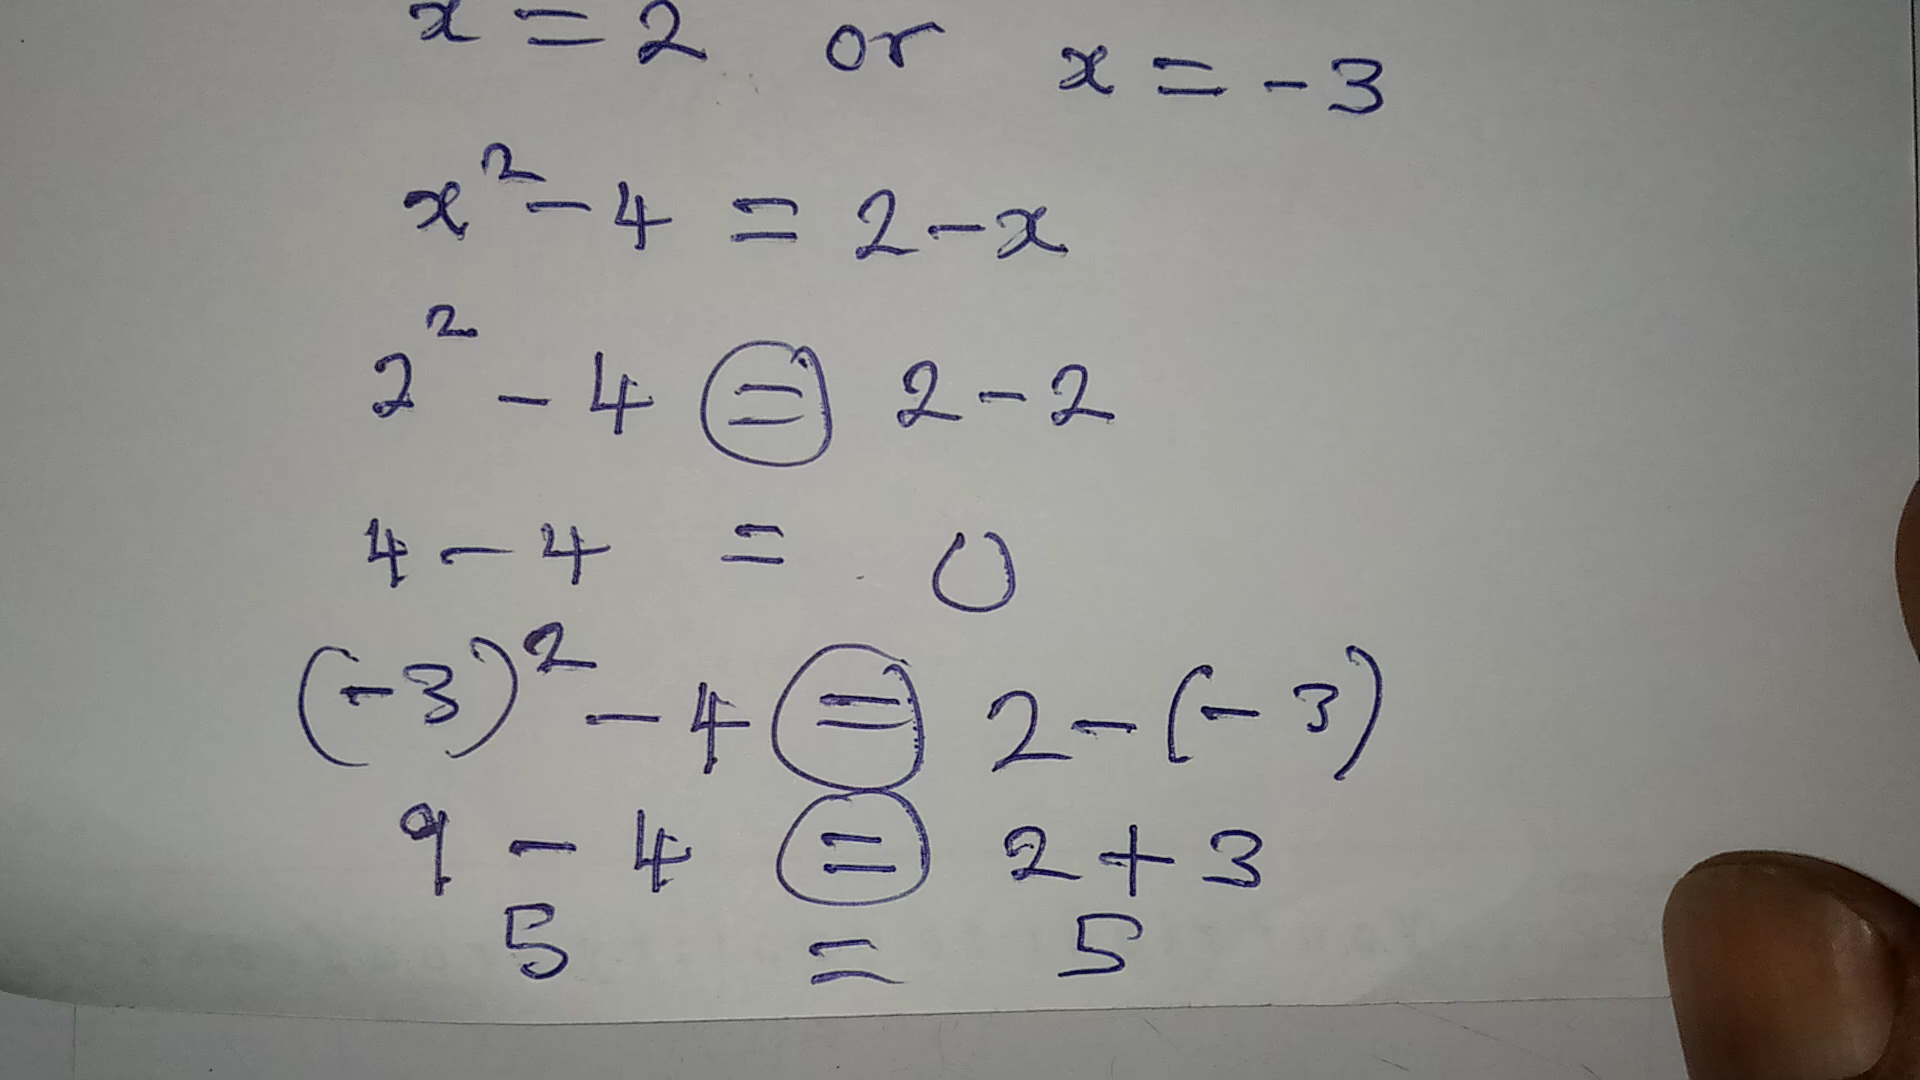 x = 2 or x = -3
x² - 4 = 2 - x
2² - 4 = 2 - 2
4 - 4 = 0
(-3)² - 4 = 2 - (-3)
9 - 4 = 2 + 3
5 = 5